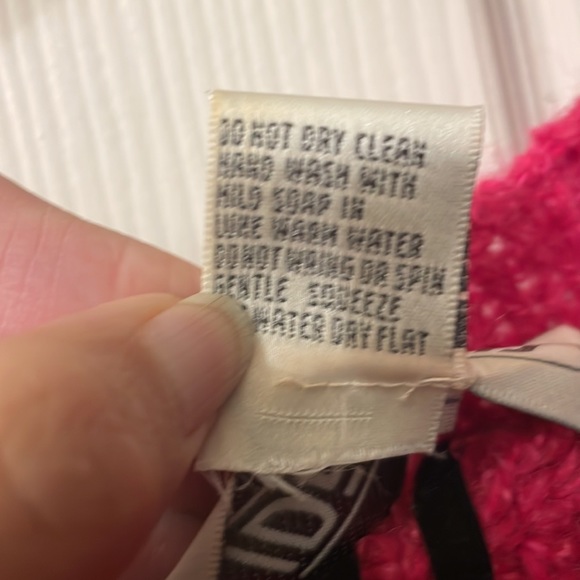 DO NOT DRY CLEAN
HAND WASH WITH
MILD SOAP IN
LUKE WARM WATER
DO NOT WRING OR SPIN
GENTLE SQUEEZE
WATER DRY FLAT